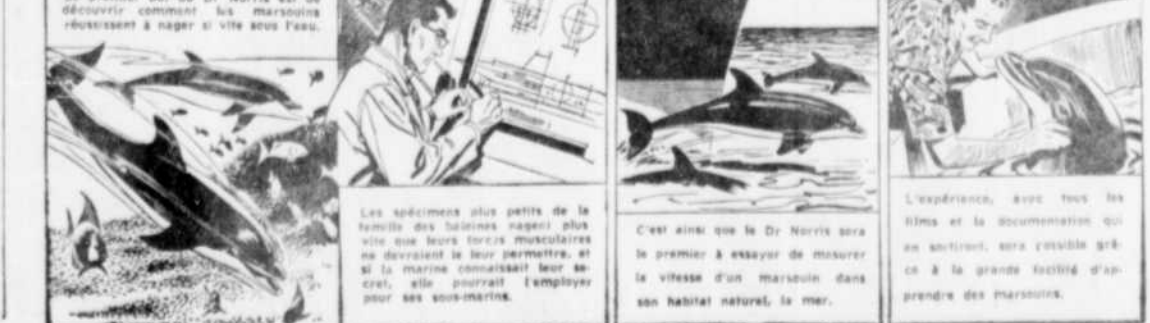 découvrir comment les marsouins
réussissent à nager si vite sous l'eau.
Les spécimens plus petits de la
famille des baleines nagent plus
vite que leurs forces musculaires
ne devraient le leur permettre, et
si la marine connaissait leur se-
cret, elle pourrait l'employer
pour ses sous-marins.
C'est ainsi que le Dr Norris sera
le premier à essayer de mesurer
la vitesse d'un marsouin dans
son habitat naturel, la mer.
L'expérience, avec tous les
films et la documentation qui
en sortiront, sera possible grâ-
ce à la grande facilité d'ap-
prendre des marsouins.